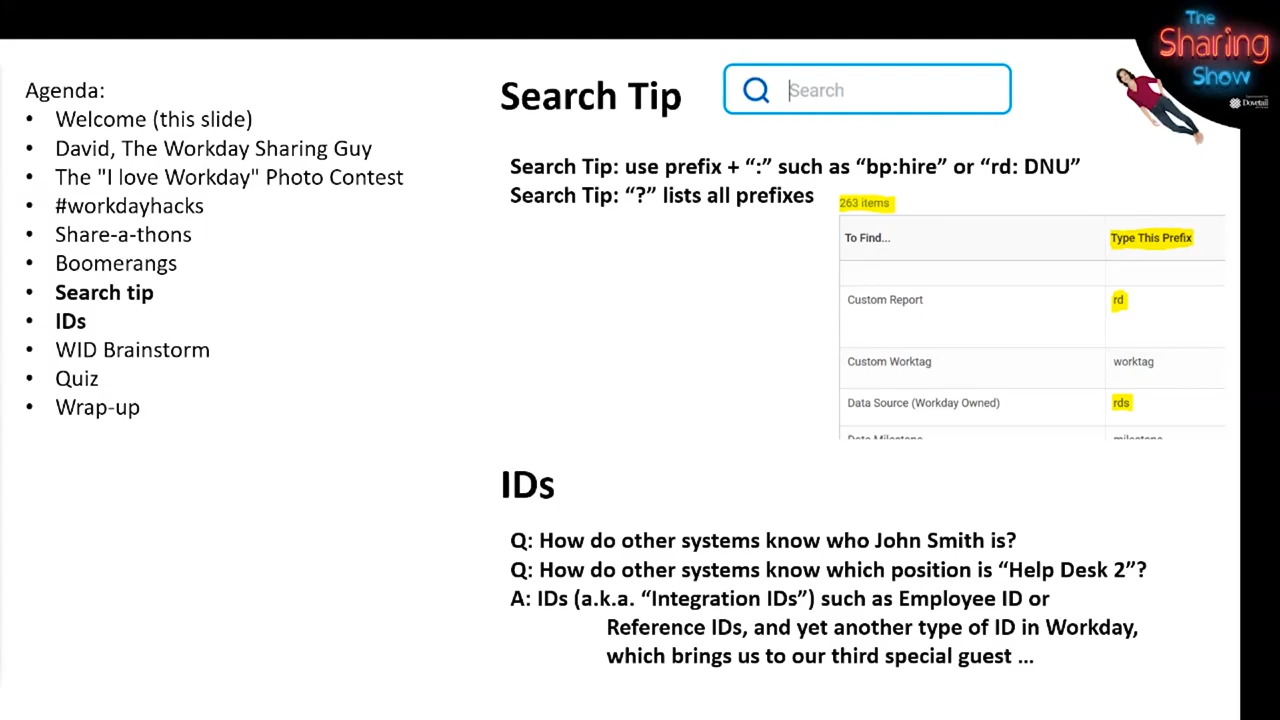 The
Sharing
Show
Dovetail
Agenda:
• Welcome (this slide)
• David, The Workday Sharing Guy
• The "I love Workday" Photo Contest
• #workdayhacks
• Share-a-thons
• Boomerangs
• Search tip
• IDs
• WID Brainstorm
• Quiz
• Wrap-up
Search Tip
Search
Search Tip: use prefix + “:” such as “bp:hire” or “rd: DNU”
Search Tip: “?” lists all prefixes
263 items
To Find... Type This Prefix
Custom Report rd
Custom Worktag worktag
Data Source (Workday Owned) rds
IDs
Q: How do other systems know who John Smith is?
Q: How do other systems know which position is “Help Desk 2”?
A: IDs (a.k.a. “Integration IDs”) such as Employee ID or
Reference IDs, and yet another type of ID in Workday,
which brings us to our third special guest ...